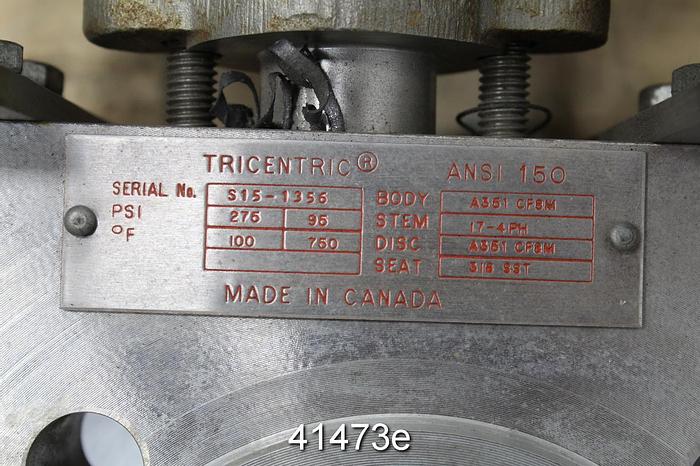 TRICENTRIC® ANSI 150
SERIAL No. S15-1356 BODY A351 CF8M
PSI 275 95 STEM 17-4PH
°F 100 750 DISC A351 CF8M
SEAT 316 SST
MADE IN CANADA
41473e